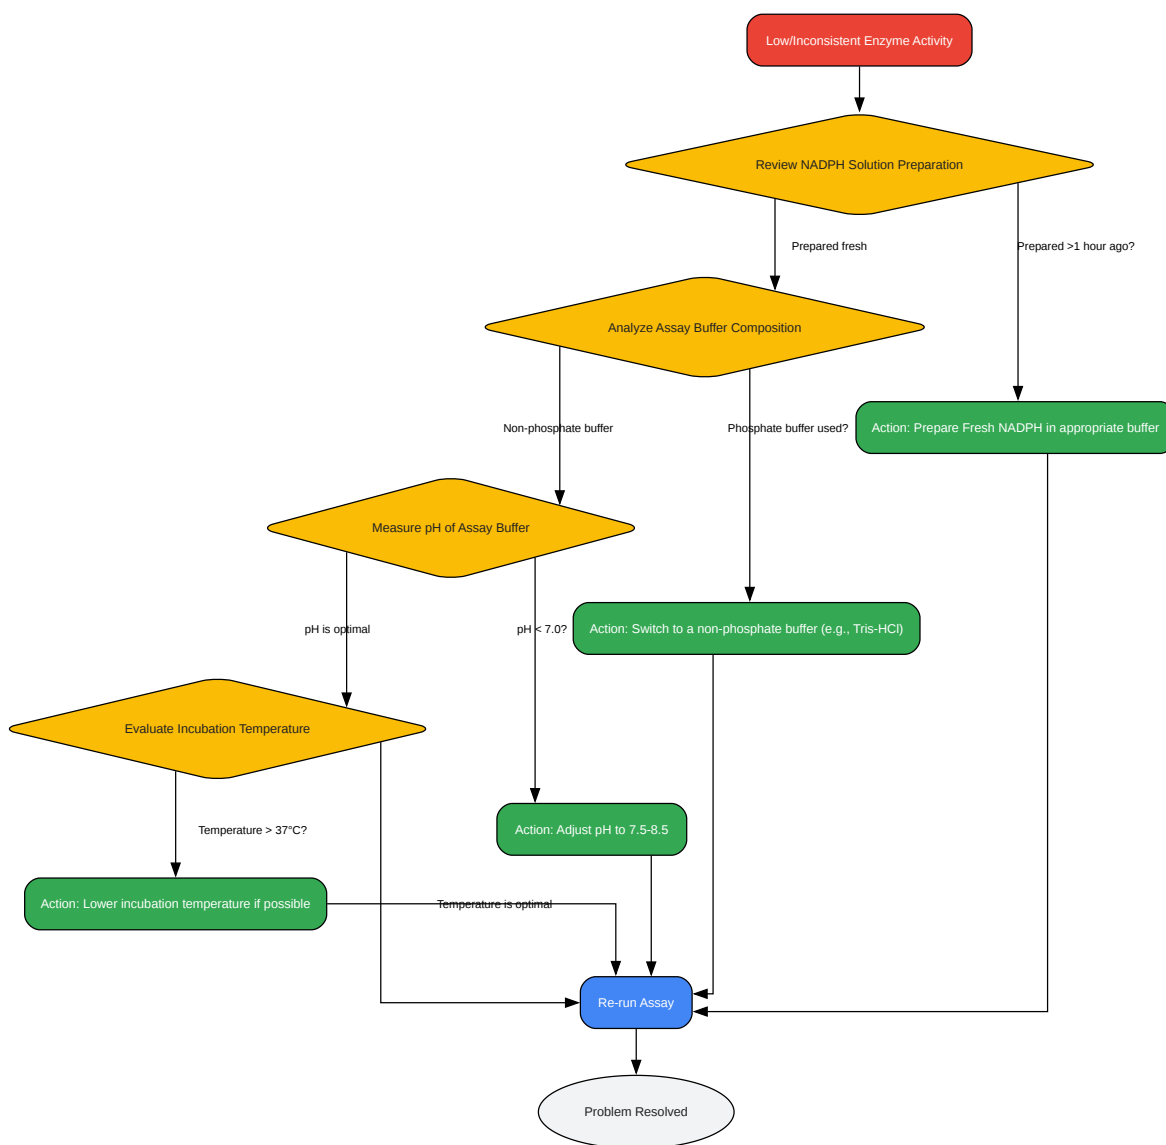 Low/Inconsistent Enzyme Activity
Review NADPH Solution Preparation
Prepared fresh
Prepared >1 hour ago?
Analyze Assay Buffer Composition
Non-phosphate buffer
Phosphate buffer used?
Action: Prepare Fresh NADPH in appropriate buffer
Measure pH of Assay Buffer
pH is optimal
pH < 7.0?
Action: Switch to a non-phosphate buffer (e.g., Tris-HCl)
Evaluate Incubation Temperature
Temperature > 37°C?
Action: Adjust pH to 7.5-8.5
Action: Lower incubation temperature if possible
Temperature is optimal
Re-run Assay
Problem Resolved